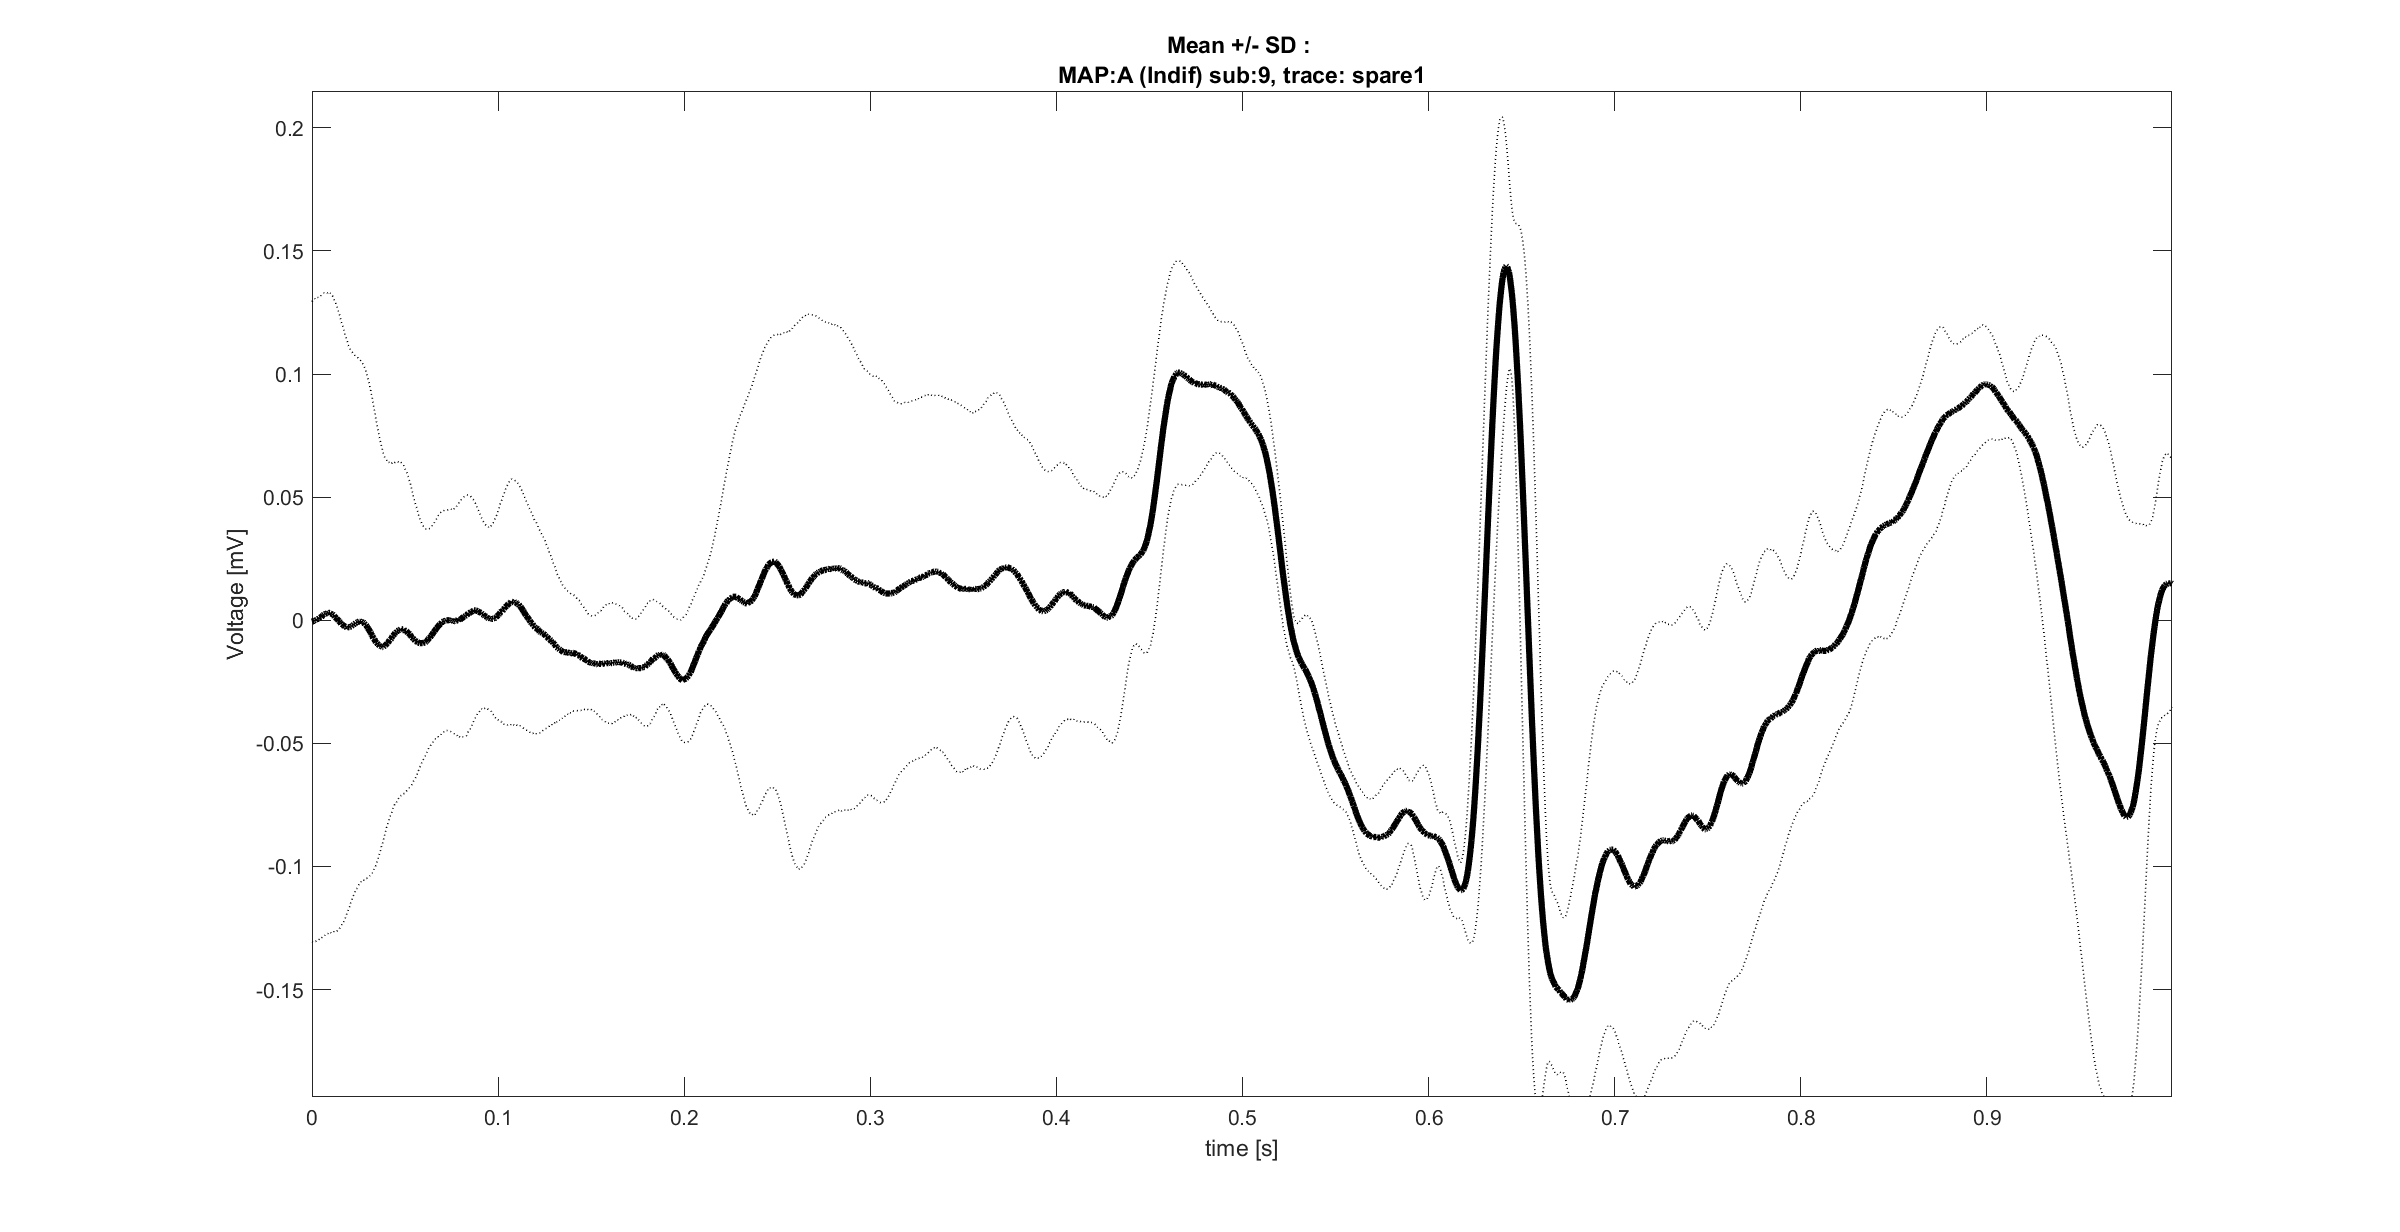 Mean +/- SD :
MAP:A (Indif) sub:9, trace: spare1
0.2
0.15
0.1
0.05
0
-0.05
-0.1
-0.15
Voltage [mV]
0 0.1 0.2 0.3 0.4 0.5 0.6 0.7 0.8 0.9
time [s]